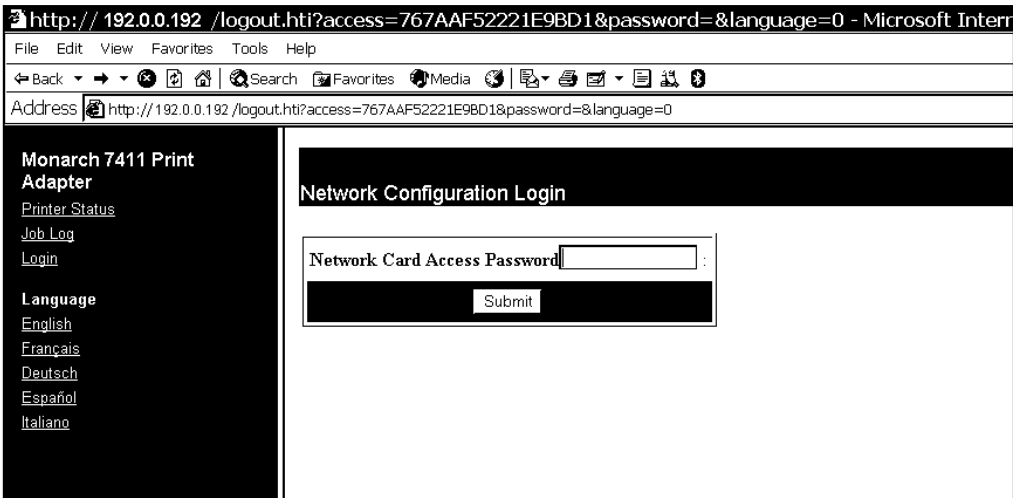 http:// 192.0.0.192 /logout.hti?access=767AAF52221E9BD1&password=&language=0 - Microsoft Intern
File Edit View Favorites Tools Help
Back Search Favorites Media
Address http:// 192.0.0.192 /logout.hti?access=767AAF52221E9BD1&password=&language=0
Monarch 7411 Print
Adapter
Printer Status
Job Log
Login
Language
English
Français
Deutsch
Español
Italiano
Network Configuration Login
Network Card Access Password :
Submit